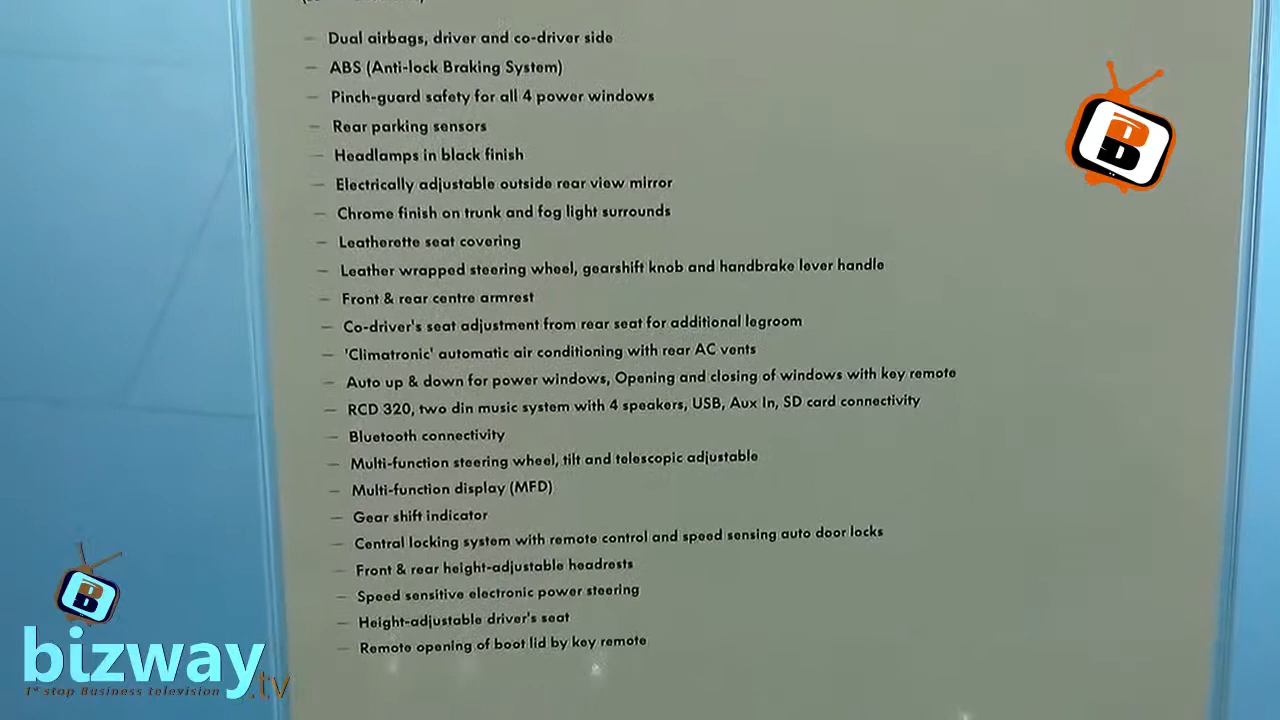 – Dual airbags, driver and co-driver side
– ABS (Anti-lock Braking System)
– Pinch-guard safety for all 4 power windows
– Rear parking sensors
– Headlamps in black finish
– Electrically adjustable outside rear view mirror
– Chrome finish on trunk and fog light surrounds
– Leatherette seat covering
– Leather wrapped steering wheel, gearshift knob and handbrake lever handle
– Front & rear centre armrest
– Co-driver's seat adjustment from rear seat for additional legroom
– 'Climatronic' automatic air conditioning with rear AC vents
– Auto up & down for power windows, Opening and closing of windows with key remote
– RCD 320, two din music system with 4 speakers, USB, Aux In, SD card connectivity
– Bluetooth connectivity
– Multi-function steering wheel, tilt and telescopic adjustable
– Multi-function display (MFD)
– Gear shift indicator
– Central locking system with remote control and speed sensing auto door locks
– Front & rear height-adjustable headrests
– Speed sensitive electronic power steering
– Height-adjustable driver's seat
– Remote opening of boot lid by key remote
B
B
bizway.tv
1st stop Business television